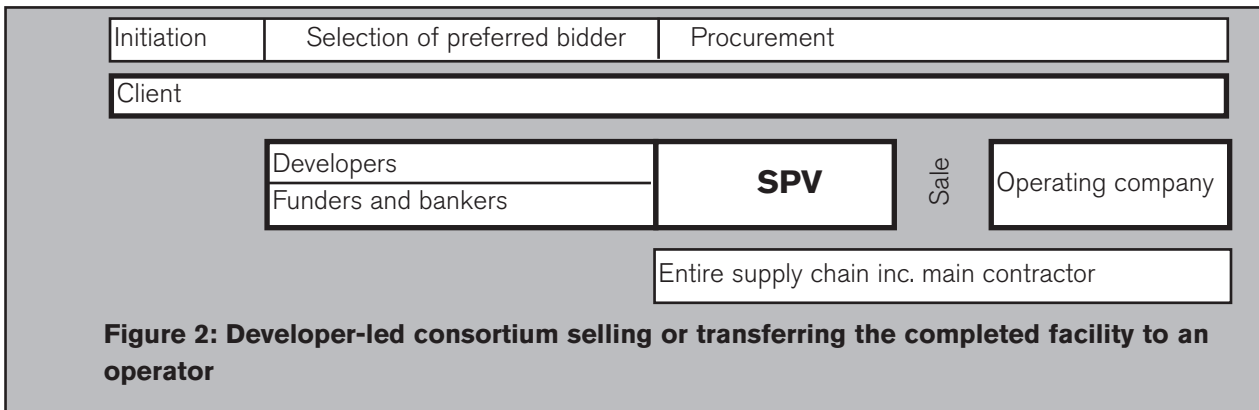 Initiation
Selection of preferred bidder
Procurement
Client
Developers
Funders and bankers
SPV
Sale
Operating company
Entire supply chain inc. main contractor
Figure 2: Developer-led consortium selling or transferring the completed facility to an
operator